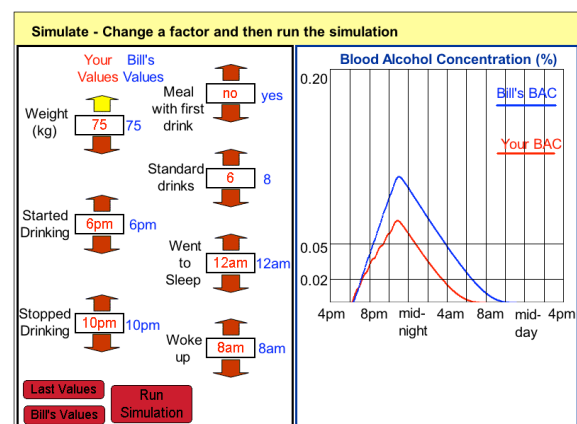 Simulate - Change a factor and then run the simulation
Your Bill's
Values Values
Weight
(kg)
75 75
Meal
with first
drink
no yes
Standard
drinks
6 8
Started
Drinking
6pm 6pm
Went
to
Sleep
12am 12am
Stopped
Drinking
10pm 10pm
Woke
up
8am 8am
Last Values
Bill's Values
Run
Simulation
Blood Alcohol Concentration (%)
0.20
Bill's BAC
Your BAC
0.05
0.02
4pm 8pm mid-night 4am 8am mid-day 4pm